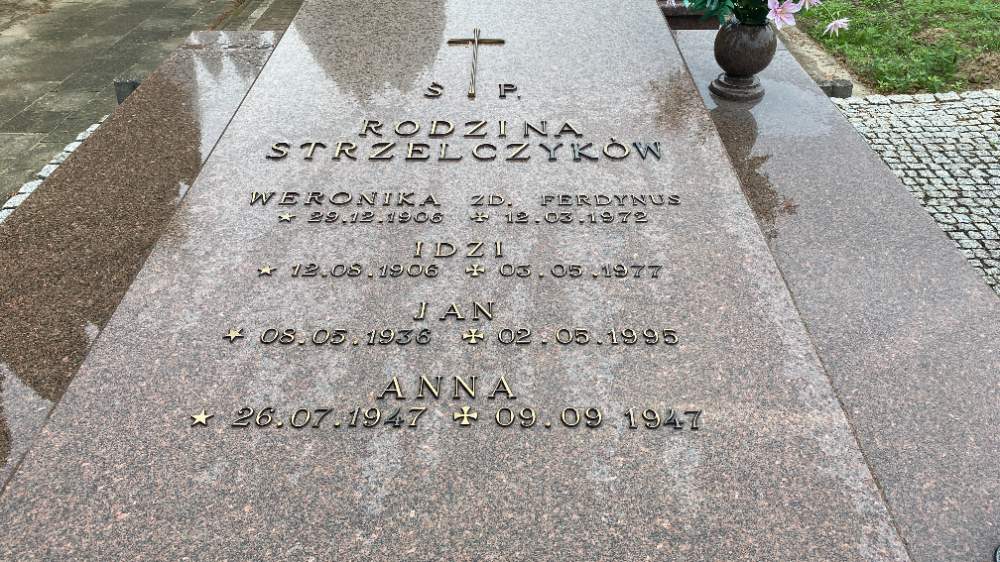 Ś. P.
RODZINA
STRZELCZYKÓW
WERONIKA ZD. FERDYNUS
★ 29.12.1906 ✠ 12.03.1972
IDZI
★ 12.08.1906 ✠ 03.05.1977
JAN
★ 08.05.1936 ✠ 02.05.1995
ANNA
★ 26.07.1947 ✠ 09.09 1947